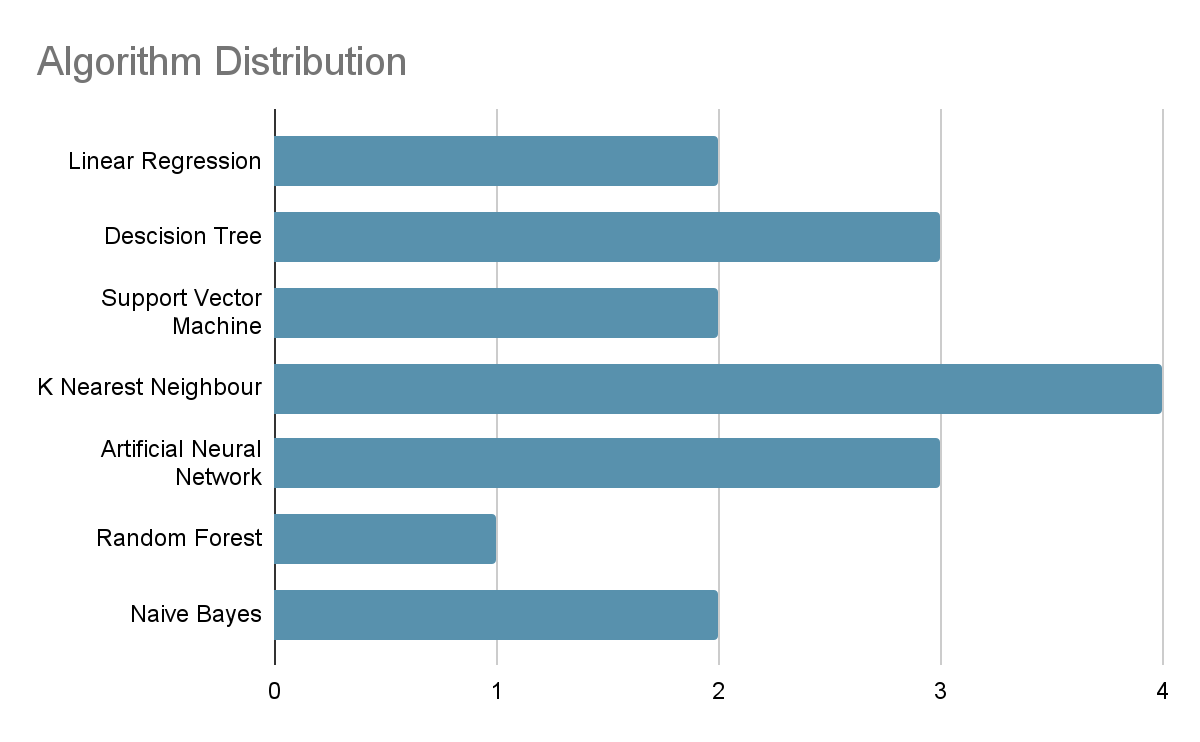 Algorithm Distribution
Linear Regression
Descision Tree
Support Vector
Machine
K Nearest Neighbour
Artificial Neural
Network
Random Forest
Naive Bayes
0 1 2 3 4